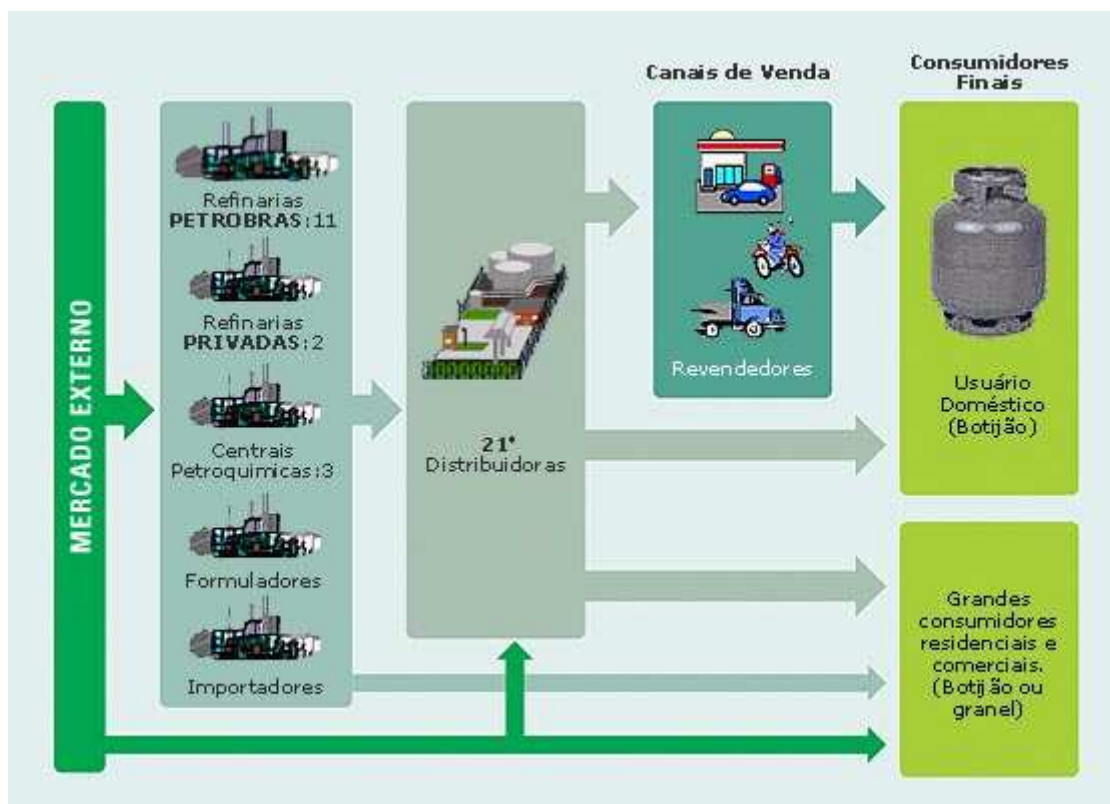 Canais de Venda
Consumidores
Finais
MERCADO EXTERNO
Refinarias
PETROBRAS:11
Refinarias
PRIVADAS:2
Centrais
Petroquimicas:3
Formuladores
Importadores
21*
Distribuidoras
Revendedores
Usuário
Doméstico
(Botijão)
Grandes
consumidores
residenciais e
comerciais.
(Botijão ou
granel)